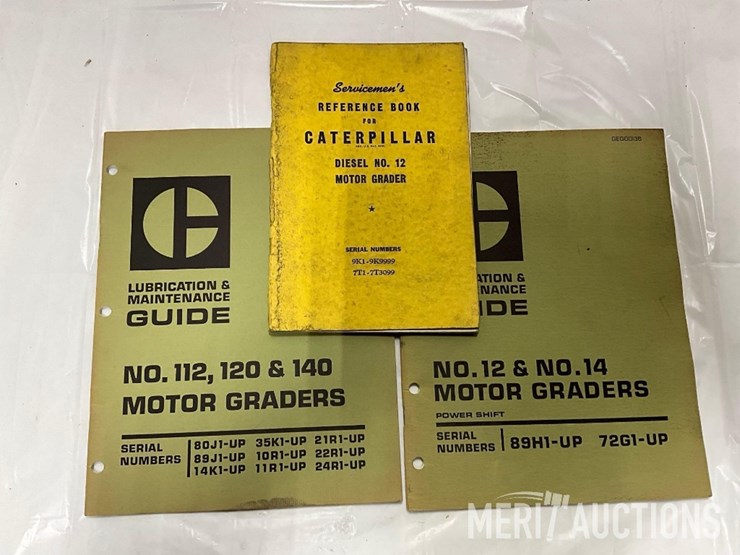 Servicemen's
REFERENCE BOOK
FOR
CATERPILLAR
DIESEL NO. 12
MOTOR GRADER
SERIAL NUMBERS
9K1-9K9999
7T1-7T3099
LUBRICATION &
MAINTENANCE
GUIDE
NO. 112, 120 & 140
MOTOR GRADERS
SERIAL NUMBERS
80J1-UP 35K1-UP 21R1-UP
89J1-UP 10R1-UP 22R1-UP
14K1-UP 11R1-UP 24R1-UP
ATION &
NANCE
IDE
NO. 12 & NO. 14
MOTOR GRADERS
POWER SHIFT
SERIAL NUMBERS
89H1-UP 72G1-UP
MERIT AUCTIONS